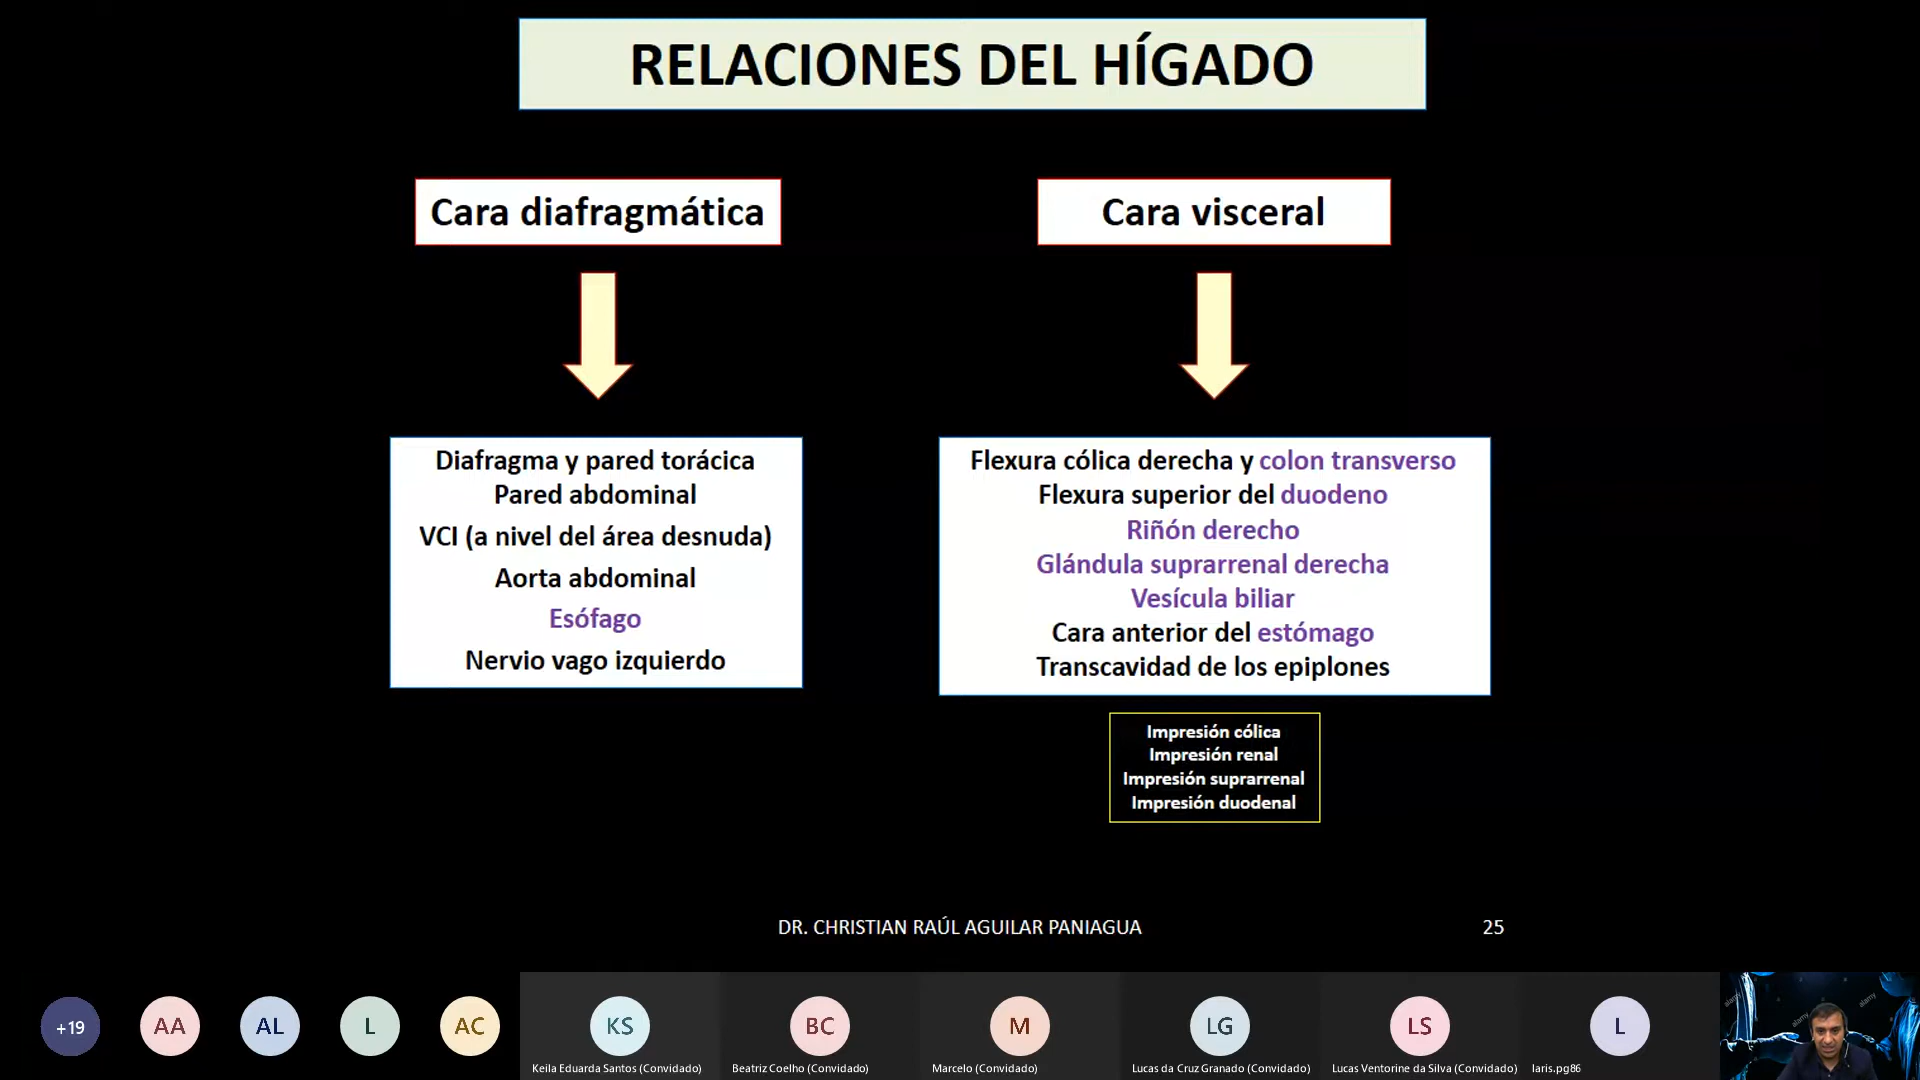 RELACIONES DEL HÍGADO
Cara diafragmática
Cara visceral
Diafragma y pared torácica
Pared abdominal
VCI (a nivel del área desnuda)
Aorta abdominal
Esófago
Nervio vago izquierdo
Flexura cólica derecha y colon transverso
Flexura superior del duodeno
Riñón derecho
Glándula suprarrenal derecha
Vesícula biliar
Cara anterior del estómago
Transcavidad de los epiplones
Impresión cólica
Impresión renal
Impresión suprarrenal
Impresión duodenal
DR. CHRISTIAN RAÚL AGUILAR PANIAGUA
25
+19
AA
AL
L
AC
KS
BC
M
LG
LS
L
Keila Eduarda Santos (Convidado)
Beatriz Coelho (Convidado)
Marcelo (Convidado)
Lucas da Cruz Granado (Convidado)
Lucas Ventorine da Silva (Convidado)
laris.pg86
alamy
alamy
alamy